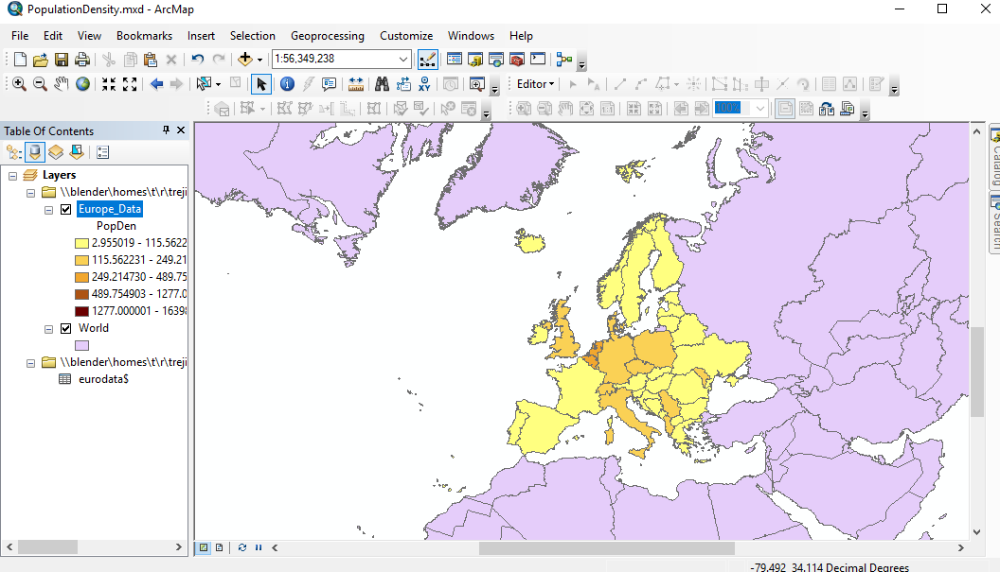 PopulationDensity.mxd - ArcMap
File Edit View Bookmarks Insert Selection Geoprocessing Customize Windows Help
1:56,349,238
Editor
100%
Table Of Contents
Layers
\\blender\homes\t\r\treji
Europe_Data
PopDen
2.955019 - 115.5622
115.562231 - 249.21
249.214730 - 489.75
489.754903 - 1277.0
1277.000001 - 1639
World
\\blender\homes\t\r\treji
eurodata$
Catalog
Search
-79.492 34.114 Decimal Degrees